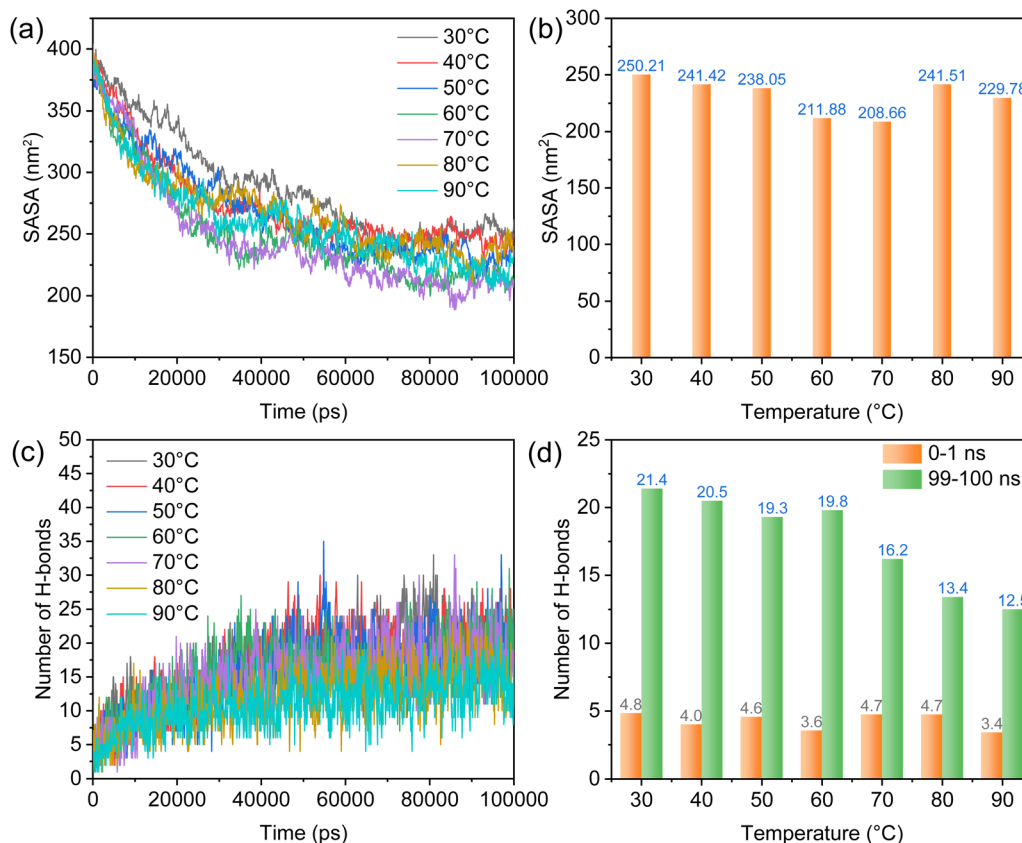 (a)
400
350
300
250
200
150
SASA (nm²)
30°C
40°C
50°C
60°C
70°C
80°C
90°C
0 20000 40000 60000 80000 100000
Time (ps)
(b)
300
250
200
150
100
50
0
SASA (nm²)
250.21 241.42 238.05 211.88 208.66 241.51 229.78
30 40 50 60 70 80 90
Temperature (°C)
(c)
50
45
40
35
30
25
20
15
10
5
0
Number of H-bonds
30°C
40°C
50°C
60°C
70°C
80°C
90°C
0 20000 40000 60000 80000 100000
Time (ps)
(d)
25
20
15
10
5
0
Number of H-bonds
0-1 ns
99-100 ns
21.4 20.5 19.3 19.8 16.2 13.4 12.5
4.8 4.0 4.6 3.6 4.7 4.7 3.4
30 40 50 60 70 80 90
Temperature (°C)